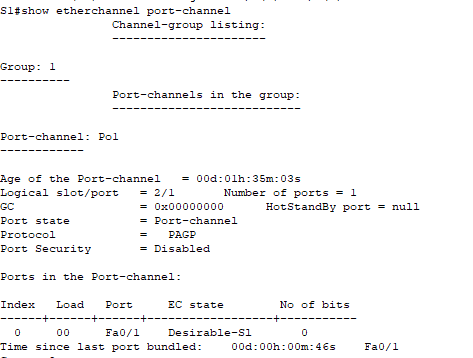 S1#show etherchannel port-channel
Channel-group listing:
----------------------
Group: 1
----------
Port-channels in the group:
---------------------------
Port-channel: Po1
------------
Age of the Port-channel = 00d:01h:35m:03s
Logical slot/port = 2/1 Number of ports = 1
GC = 0x00000000 HotStandBy port = null
Port state = Port-channel
Protocol = PAGP
Port Security = Disabled
Ports in the Port-channel:
Index Load Port EC state No of bits
------+------+------+------------------+-----------
0 00 Fa0/1 Desirable-Sl 0
Time since last port bundled: 00d:00h:00m:46s Fa0/1